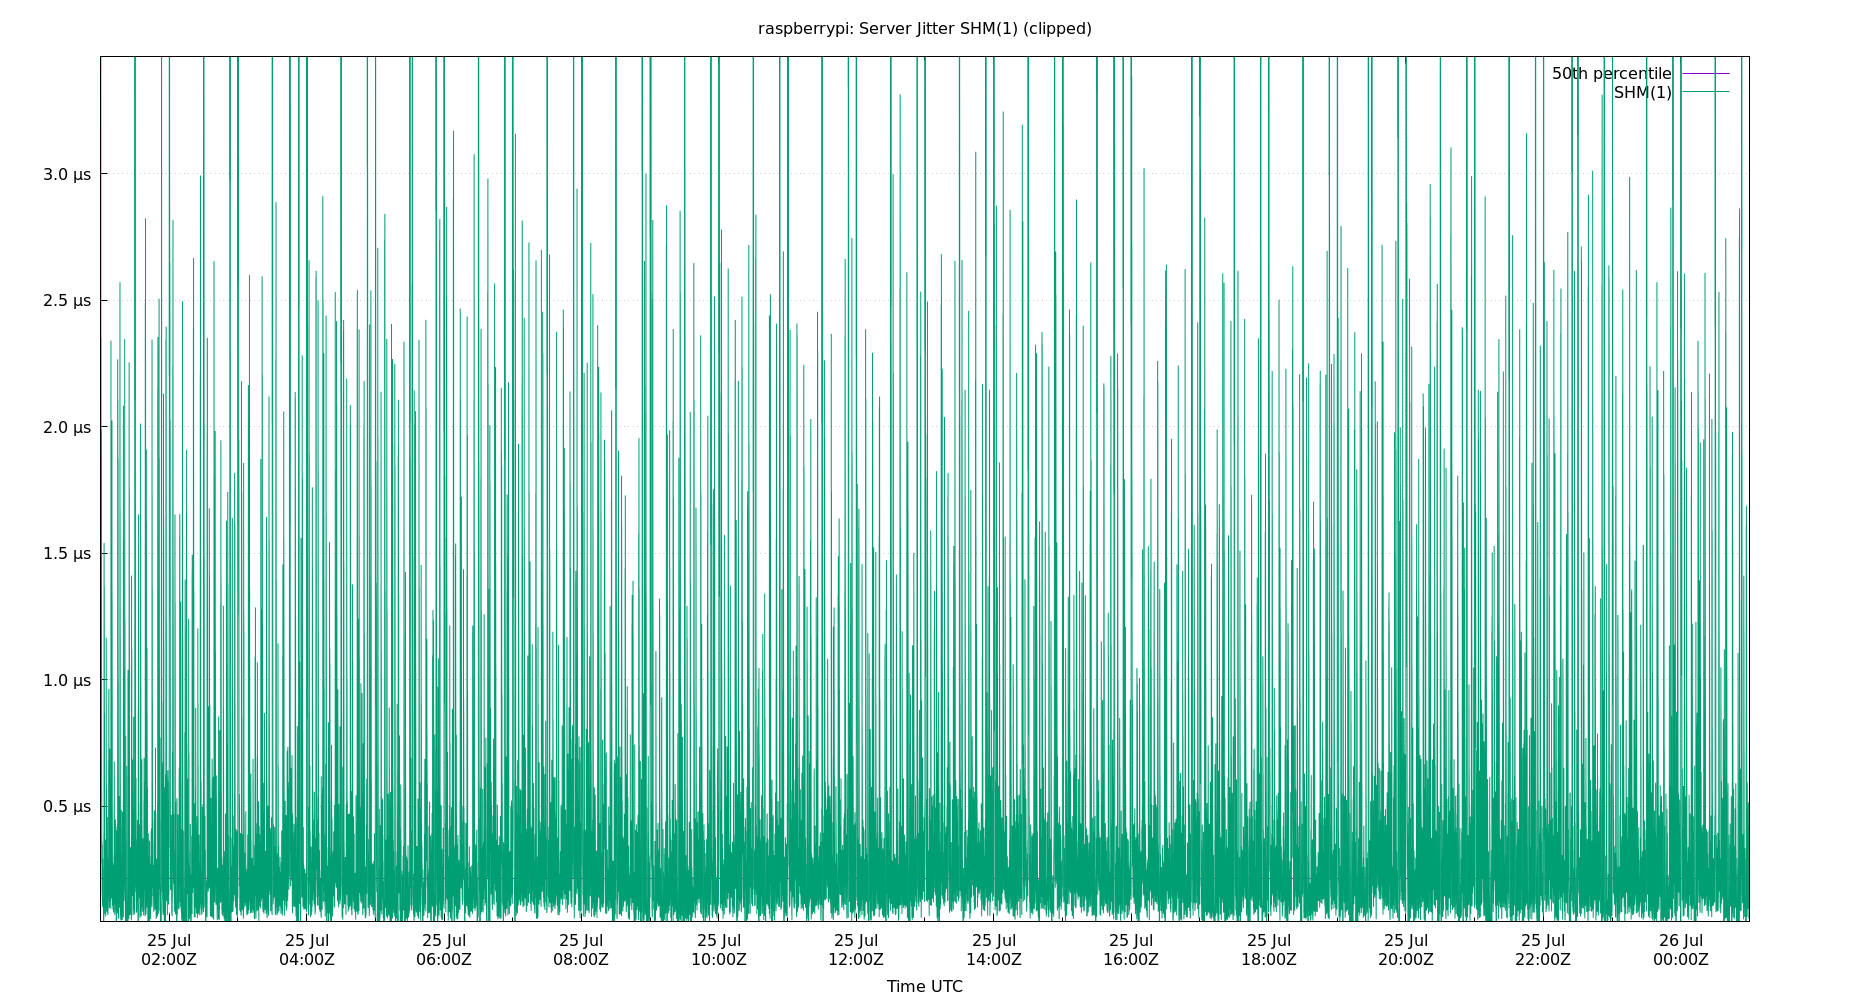 raspberrypi: Server Jitter SHM(1) (clipped)
50th percentile
SHM(1)
3.0 µs
2.5 µs
2.0 µs
1.5 µs
1.0 µs
0.5 µs
25 Jul 25 Jul 25 Jul 25 Jul 25 Jul 25 Jul 25 Jul 25 Jul 25 Jul 25 Jul 25 Jul 26 Jul
02:00Z 04:00Z 06:00Z 08:00Z 10:00Z 12:00Z 14:00Z 16:00Z 18:00Z 20:00Z 22:00Z 00:00Z
Time UTC